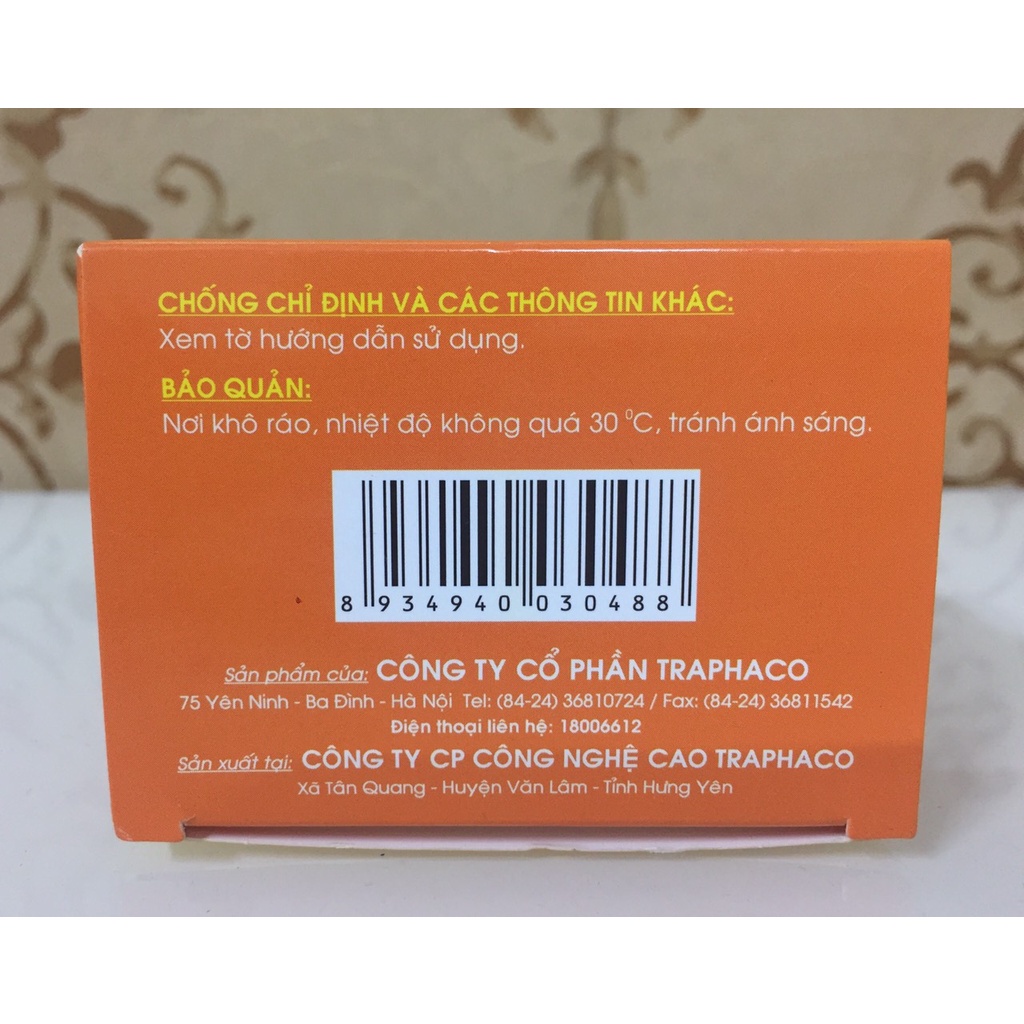 CHỐNG CHỈ ĐỊNH VÀ CÁC THÔNG TIN KHÁC:
Xem tờ hướng dẫn sử dụng.
BẢO QUẢN:
Nơi khô ráo, nhiệt độ không quá 30 ⁰C, tránh ánh sáng.
8 934940 030488
Sản phẩm của: CÔNG TY CỔ PHẦN TRAPHACO
75 Yên Ninh - Ba Đình - Hà Nội Tel: (84-24) 36810724 / Fax: (84-24) 36811542
Điện thoại liên hệ: 18006612
Sản xuất tại: CÔNG TY CP CÔNG NGHỆ CAO TRAPHACO
Xã Tân Quang - Huyện Văn Lâm - Tỉnh Hưng Yên